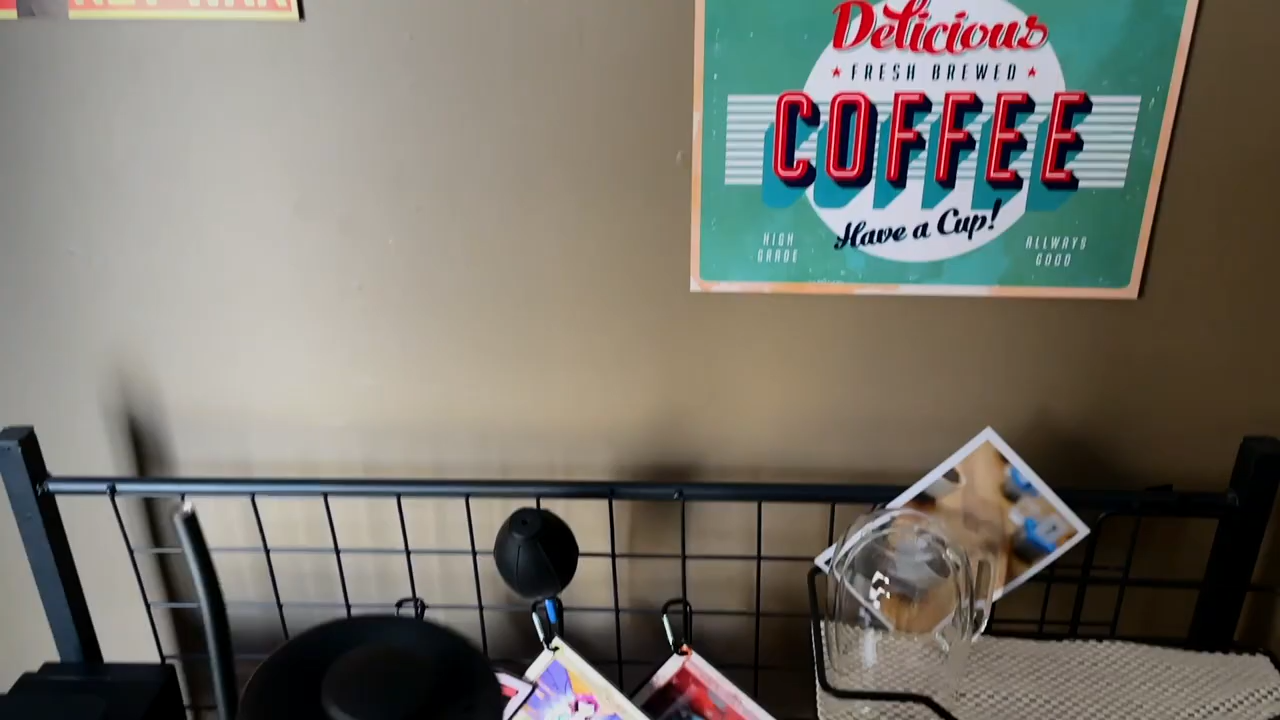 Delicious
FRESH BREWED
COFFEE
Have a Cup!
HIGH
GRADE
ALLWAYS
GOOD